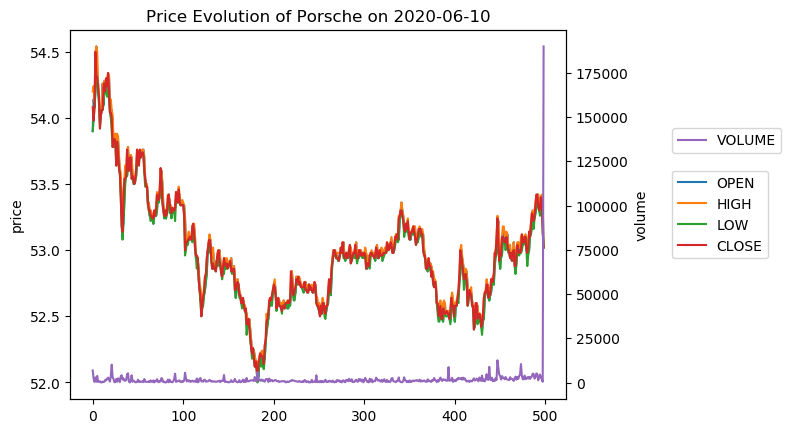 Price Evolution of Porsche on 2020-06-10
54.5
54.0
53.5
53.0
52.5
52.0
price
0
100
200
300
400
500
175000
150000
125000
100000
75000
50000
25000
0
volume
VOLUME
OPEN
HIGH
LOW
CLOSE